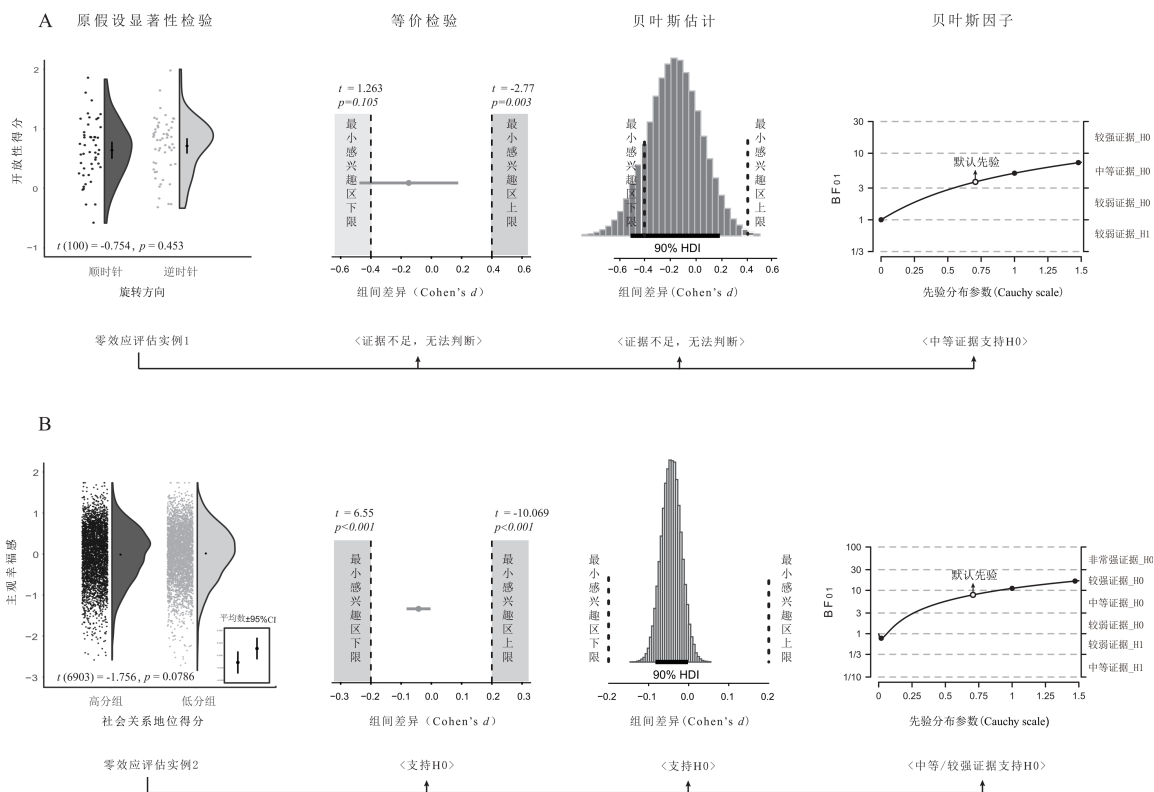 A
原假设显著性检验
等价检验
贝叶斯估计
贝叶斯因子
开放性得分
2
1
0
−1
t (100) = -0.754, p = 0.453
顺时针
逆时针
旋转方向
t = 1.263
p=0.105
t = -2.77
p=0.003
最小感兴趣区下限
最小感兴趣区上限
−0.6 −0.4 −0.2 0.0 0.2 0.4 0.6
组间差异（Cohen's d）
最小感兴趣区下限
最小感兴趣区上限
90% HDI
−0.6 −0.4 −0.2 0.0 0.2 0.4 0.6
组间差异(Cohen's d)
BF01
30
10
3
1
1/3
默认先验
较强证据_H0
中等证据_H0
较弱证据_H0
较弱证据_H1
0 0.25 0.5 0.75 1 1.25 1.5
先验分布参数(Cauchy scale)
零效应评估实例1
<证据不足，无法判断>
<证据不足，无法判断>
<中等证据支持H0>
B
主观幸福感
2
1
0
−1
−2
−3
平均数±95%CI
t (6903) = -1.756, p = 0.0786
高分组
低分组
社会关系地位得分
t = 6.55
p<0.001
t = -10.069
p<0.001
最小感兴趣区下限
最小感兴趣区上限
−0.3 −0.2 −0.1 0.0 0.1 0.2 0.3
组间差异（Cohen's d）
最小感兴趣区下限
最小感兴趣区上限
90% HDI
−0.2 −0.1 0.0 0.1 0.2
组间差异（Cohen's d）
BF01
100
30
10
3
1
1/3
1/10
默认先验
非常强证据_H0
较强证据_H0
中等证据_H0
较弱证据_H0
较弱证据_H1
中等证据_H1
0 0.25 0.5 0.75 1 1.25 1.5
先验分布参数(Cauchy scale)
零效应评估实例2
<支持H0>
<支持H0>
<中等/较强证据支持H0>